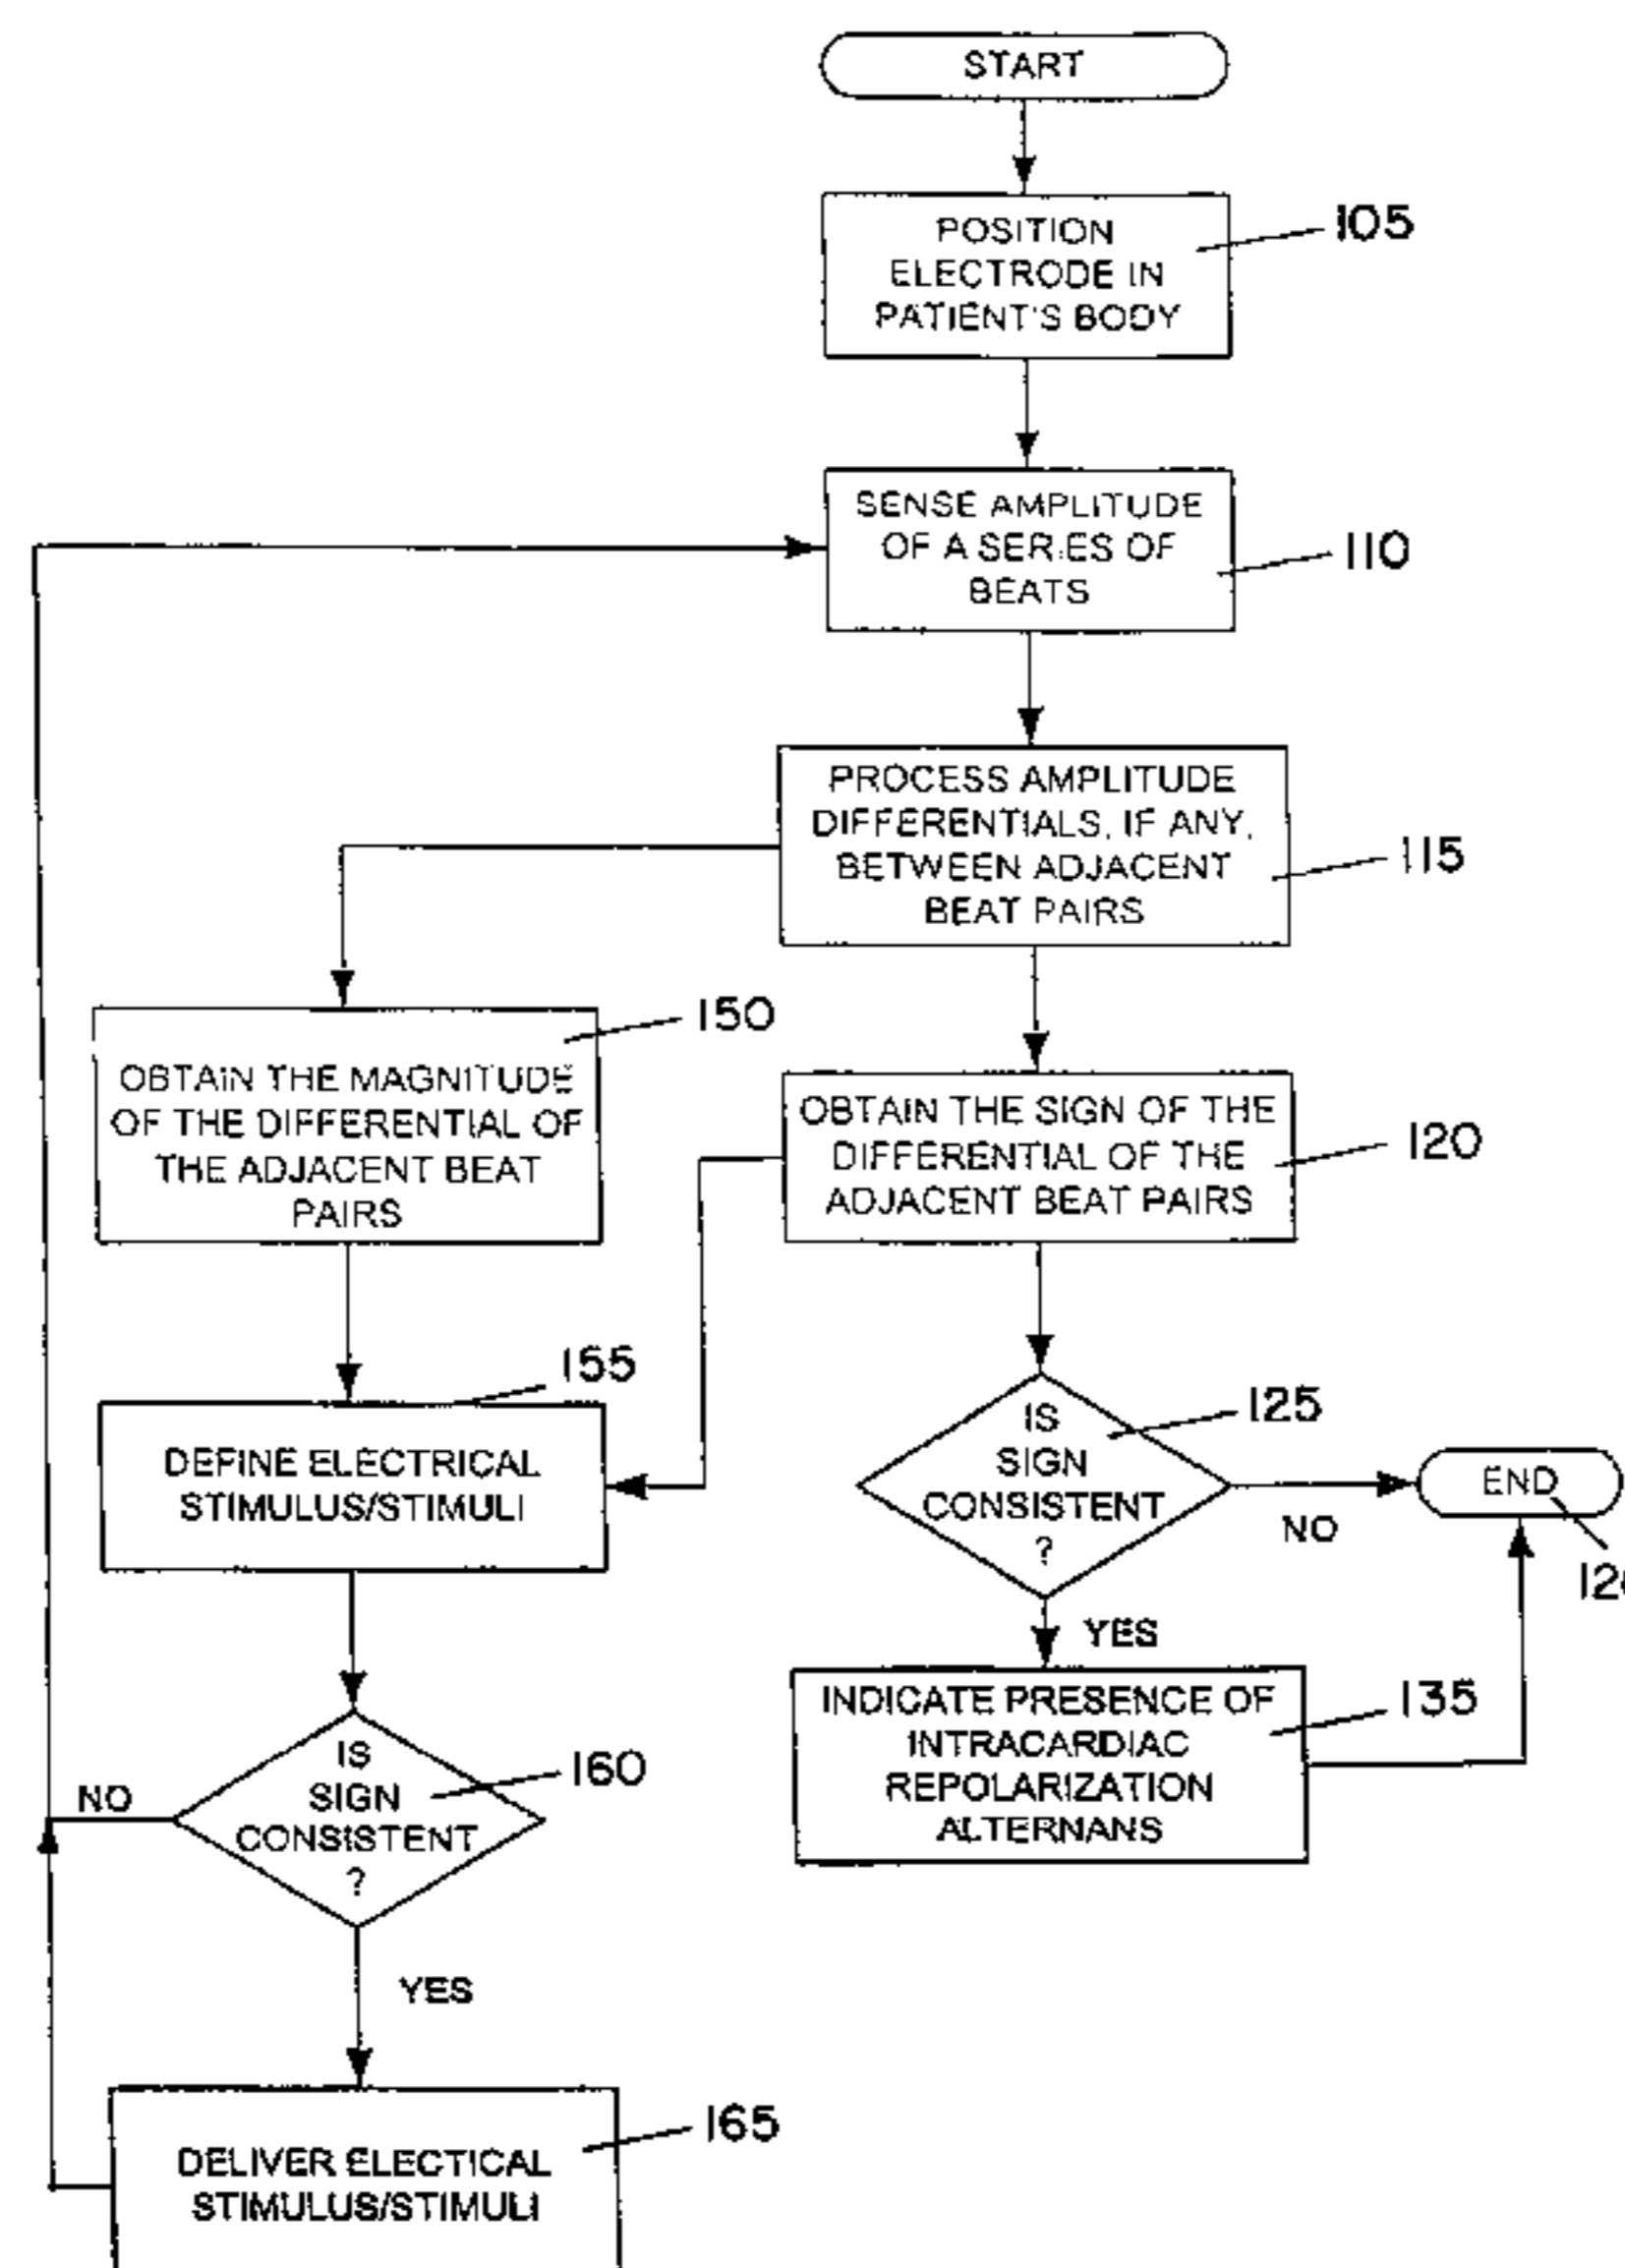 START
POSITION
ELECTRODE IN
PATIENT'S BODY
105
SENSE AMPLITUDE
OF A SERIES OF
BEATS
110
PROCESS AMPLITUDE
DIFFERENTIALS, IF ANY,
BETWEEN ADJACENT
BEAT PAIRS
115
150
OBTAIN THE MAGNITUDE
OF THE DIFFERENTIAL OF
THE ADJACENT BEAT
PAIRS
OBTAIN THE SIGN OF THE
DIFFERENTIAL OF THE
ADJACENT BEAT PAIRS
120
155
DEFINE ELECTRICAL
STIMULUS/STIMULI
IS
SIGN
CONSISTENT
?
125
NO
END
YES
INDICATE PRESENCE OF
INTRACARDIAC
REPOLARIZATION
ALTERNANS
135
IS
SIGN
CONSISTENT
?
160
NO
YES
DELIVER ELECTICAL
STIMULUS/STIMULI
165